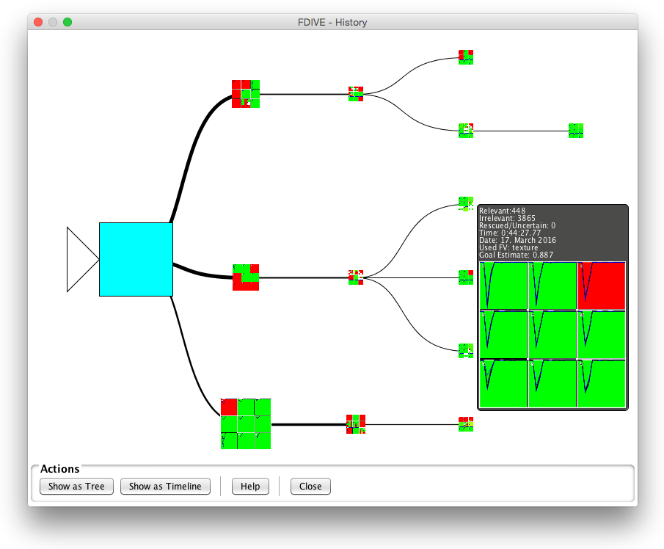 FDIVE - History
Relevant:448
Irrelevant: 3865
Rescued/Uncertain: 0
Time: 0:44:27.77
Date: 17. March 2016
Used FV: texture
Goal Estimate: 0.887
Actions
Show as Tree
Show as Timeline
Help
Close